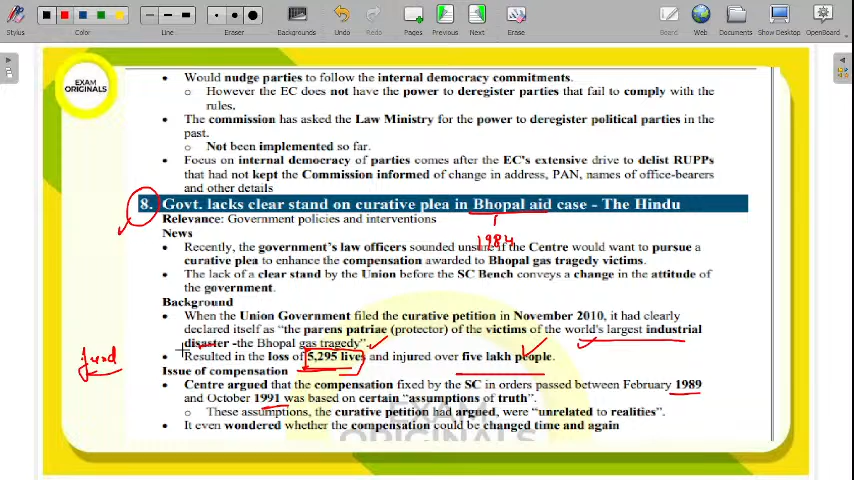 Styles
Color
Line
Eraser
Backgrounds
Undo
Redo
Pages
Previous
Next
Erase
Board
Web
Documents
Show Desktop
OpenBoard
EXAM
ORIGINALS
• Would nudge parties to follow the internal democracy commitments.
o However the EC does not have the power to deregister parties that fail to comply with the
rules.
• The commission has asked the Law Ministry for the power to deregister political parties in the
past.
o Not been implemented so far.
• Focus on internal democracy of parties comes after the EC's extensive drive to delist RUPPs
that had not kept the Commission informed of change in address, PAN, names of office-bearers
and other details
8. Govt. lacks clear stand on curative plea in Bhopal aid case - The Hindu
Relevance: Government policies and interventions
1984
News
• Recently, the government's law officers sounded unsure if the Centre would want to pursue a
curative plea to enhance the compensation awarded to Bhopal gas tragedy victims.
• The lack of a clear stand by the Union before the SC Bench conveys a change in the attitude of
the government.
Background
• When the Union Government filed the curative petition in November 2010, it had clearly
declared itself as "the parens patriae (protector) of the victims of the world's largest industrial
disaster -the Bhopal gas tragedy".
• Resulted in the loss of 5,295 lives and injured over five lakh people.
Issue of compensation
• Centre argued that the compensation fixed by the SC in orders passed between February 1989
and October 1991 was based on certain "assumptions of truth".
o These assumptions, the curative petition had argued, were "unrelated to realities".
• It even wondered whether the compensation could be changed time and again
EXAM
ORIGINALS